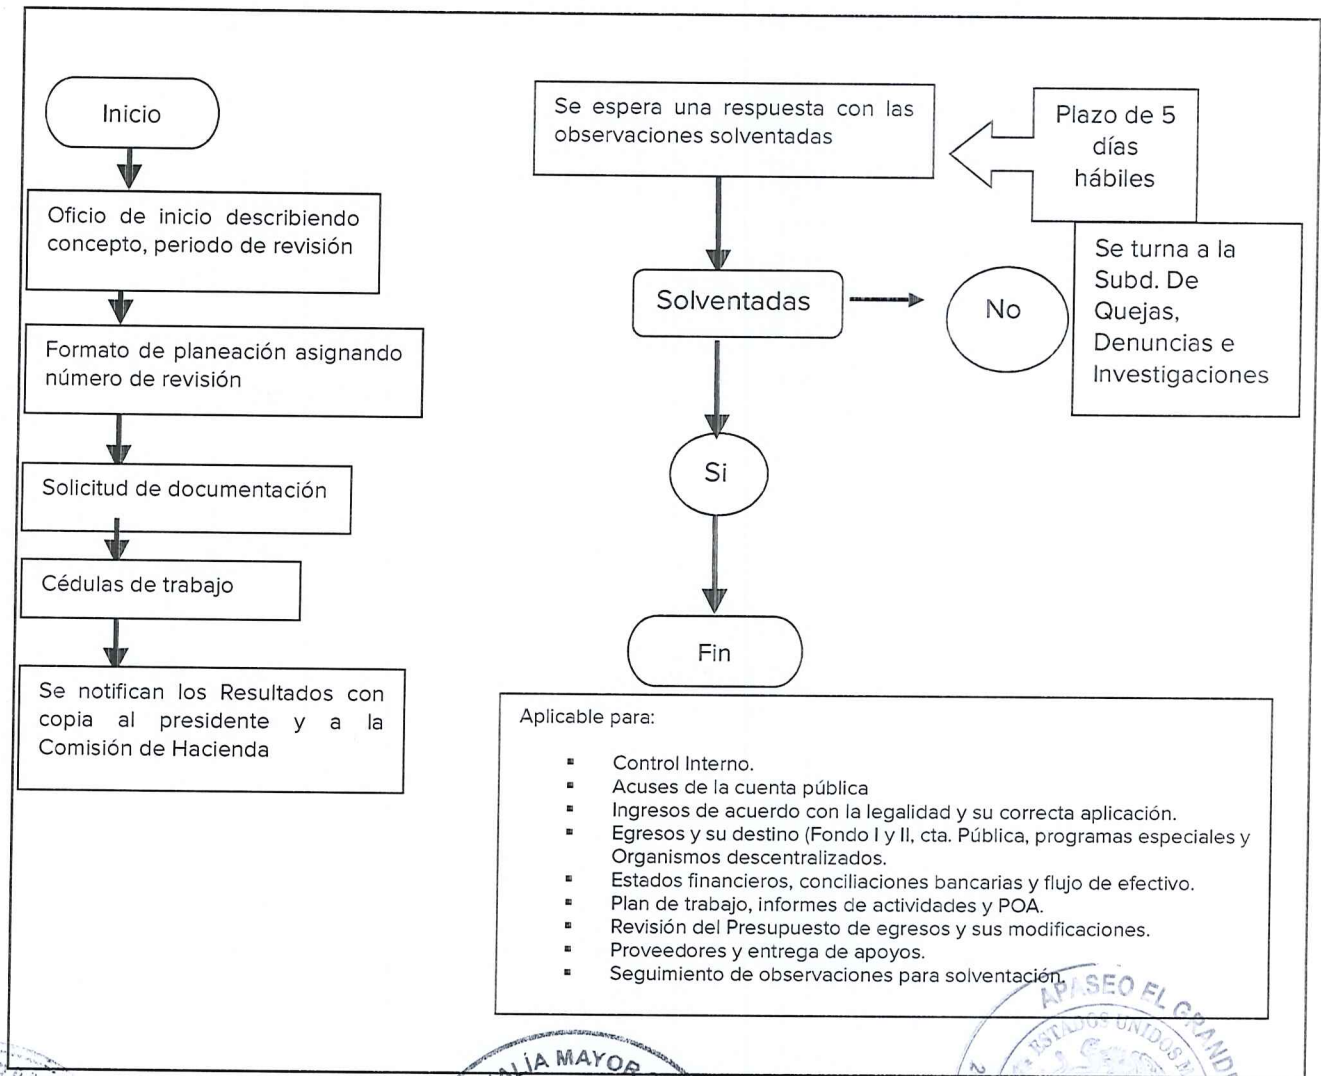 Inicio
Oficio de inicio describiendo
concepto, periodo de revisión
Formato de planeación asignando
número de revisión
Solicitud de documentación
Cédulas de trabajo
Se notifican los Resultados con
copia al presidente y a la
Comisión de Hacienda
Se espera una respuesta con las
observaciones solventadas
Plazo de 5
días
hábiles
Solventadas
No
Se turna a la
Subd. De
Quejas,
Denuncias e
Investigaciones
Si
Fin
Aplicable para:
▪ Control Interno.
▪ Acuses de la cuenta pública
▪ Ingresos de acuerdo con la legalidad y su correcta aplicación.
▪ Egresos y su destino (Fondo I y II, cta. Pública, programas especiales y
Organismos descentralizados.
▪ Estados financieros, conciliaciones bancarias y flujo de efectivo.
▪ Plan de trabajo, informes de actividades y POA.
▪ Revisión del Presupuesto de egresos y sus modificaciones.
▪ Proveedores y entrega de apoyos.
▪ Seguimiento de observaciones para solventación.
APASEO EL GRANDE
ESTADOS UNIDOS M
LÍA MAYOR